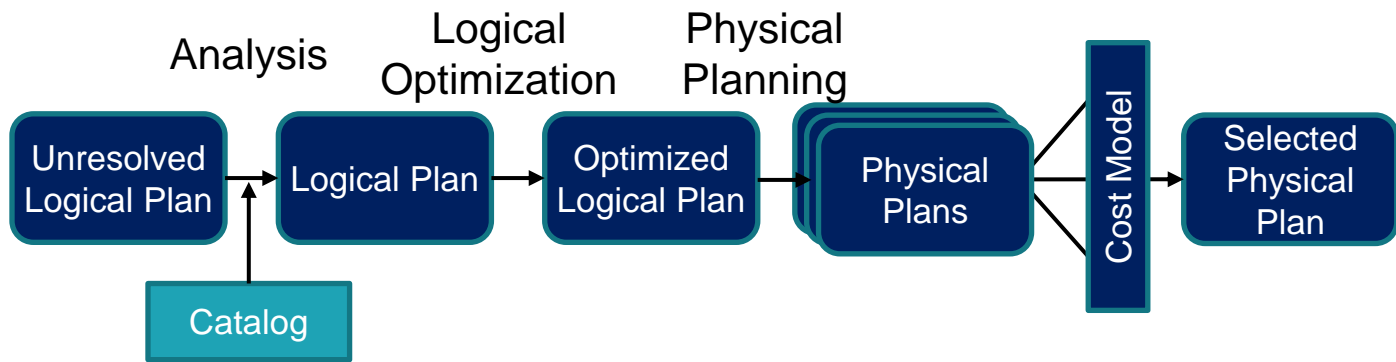 Analysis
Logical
Optimization
Physical
Planning
Unresolved
Logical Plan
Logical Plan
Optimized
Logical Plan
Physical
Plans
Cost Model
Selected
Physical
Plan
Catalog